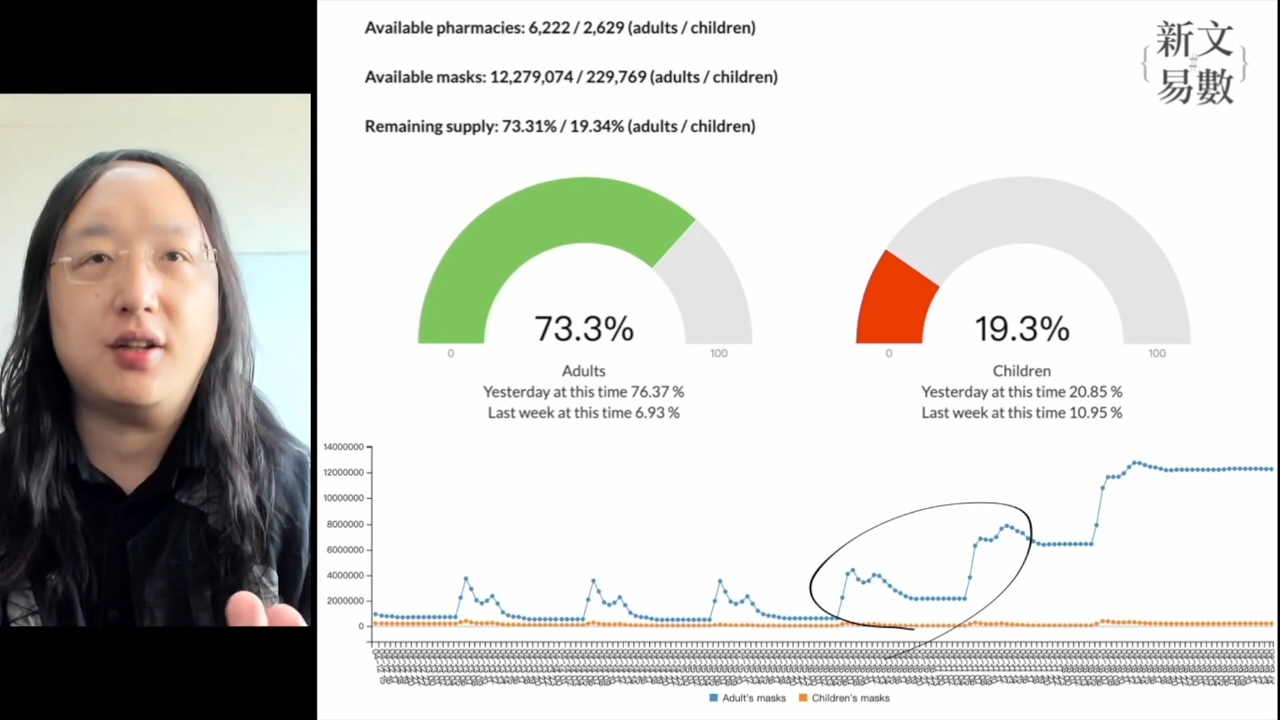 Available pharmacies: 6,222 / 2,629 (adults / children)
Available masks: 12,279,074 / 229,769 (adults / children)
Remaining supply: 73.31% / 19.34% (adults / children)
新文
易數
73.3%
0
100
Adults
Yesterday at this time 76.37 %
Last week at this time 6.93 %
19.3%
0
100
Children
Yesterday at this time 20.85 %
Last week at this time 10.95 %
14000000
12000000
10000000
8000000
6000000
4000000
2000000
0
Adult's masks
Children's masks